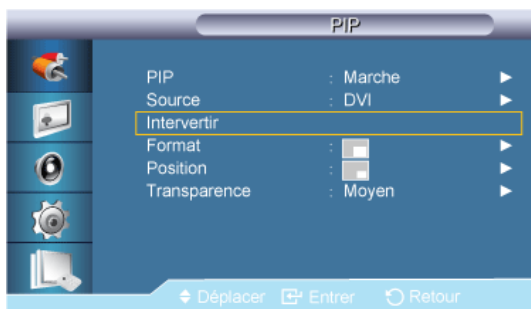 PIP
PIP : Marche
Source : DVI
Intervertir
Format :
Position :
Transparence : Moyen
Déplacer Entrer Retour